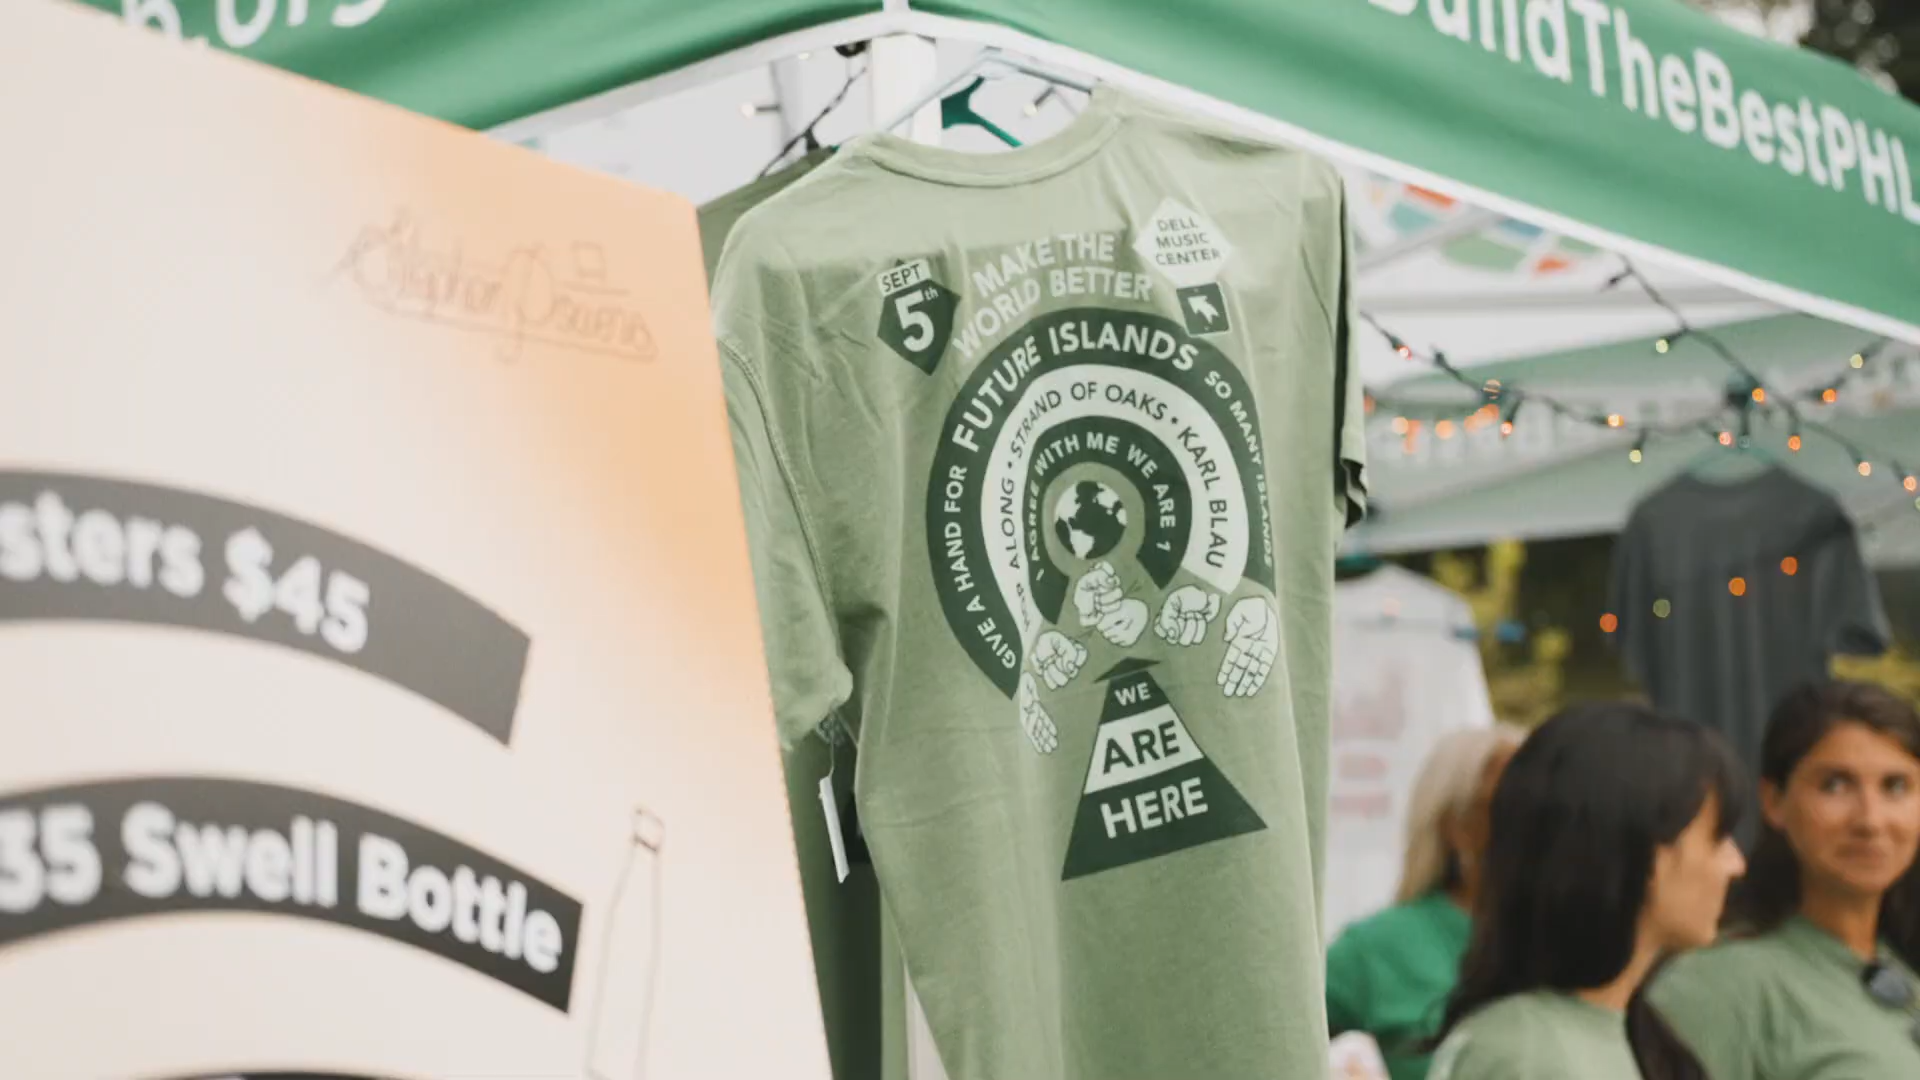 BuildTheBestPHL
sters $45
35 Swell Bottle
SEPT
5th
MAKE THE
WORLD BETTER
DELL
MUSIC
CENTER
GIVE A HAND FOR FUTURE ISLANDS SO MANY ISLANDS
ALONG • STRAND OF OAKS • KARL BLAU
I AGREE WITH ME WE ARE 1
WE
ARE
HERE